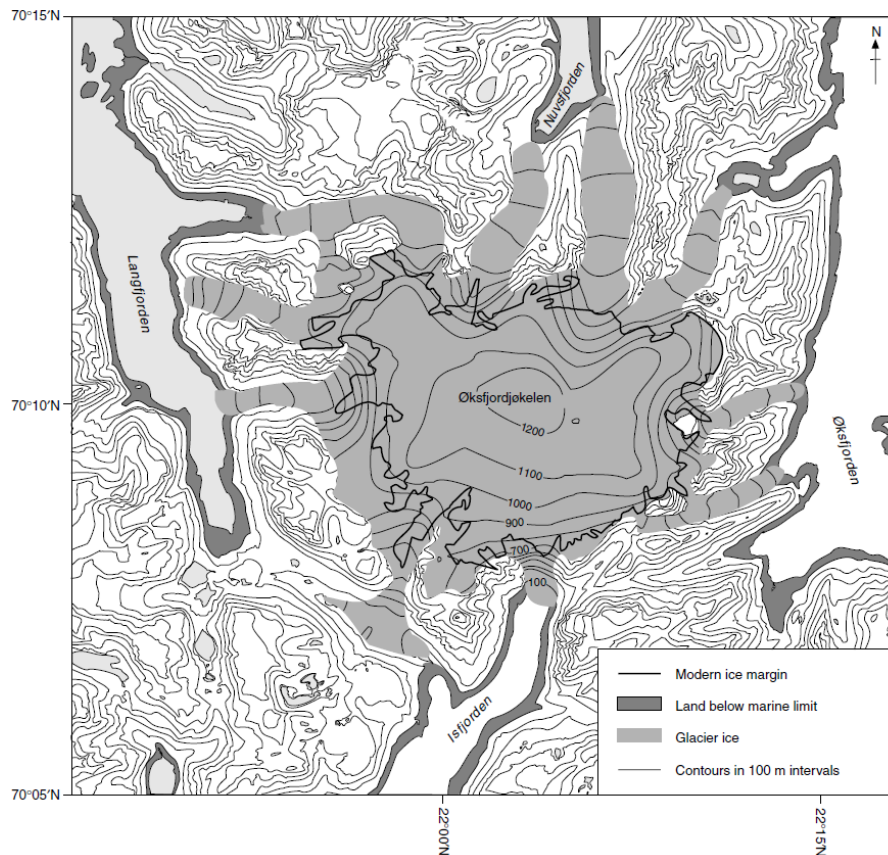 70°15'N
N
Nuvsfjorden
Langfjorden
70°10'N
Øksfjordjøkelen
1200
Øksfjorden
1100
1000
900
700
100
Isfjorden
Modern ice margin
Land below marine limit
Glacier ice
Contours in 100 m intervals
70°05'N
22°00'N
22°15'N